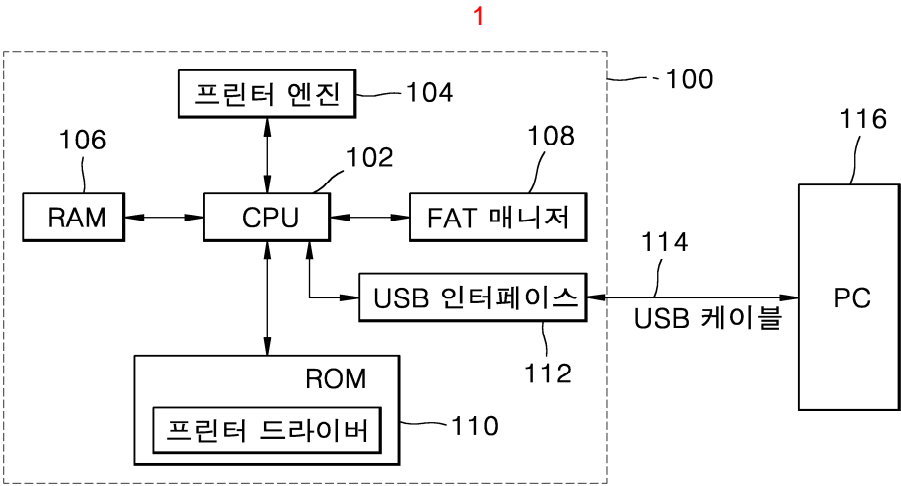 1
100
프린터 엔진
104
106
102
108
116
RAM
CPU
FAT 매니저
114
USB 인터페이스
USB 케이블
PC
112
ROM
프린터 드라이버
110